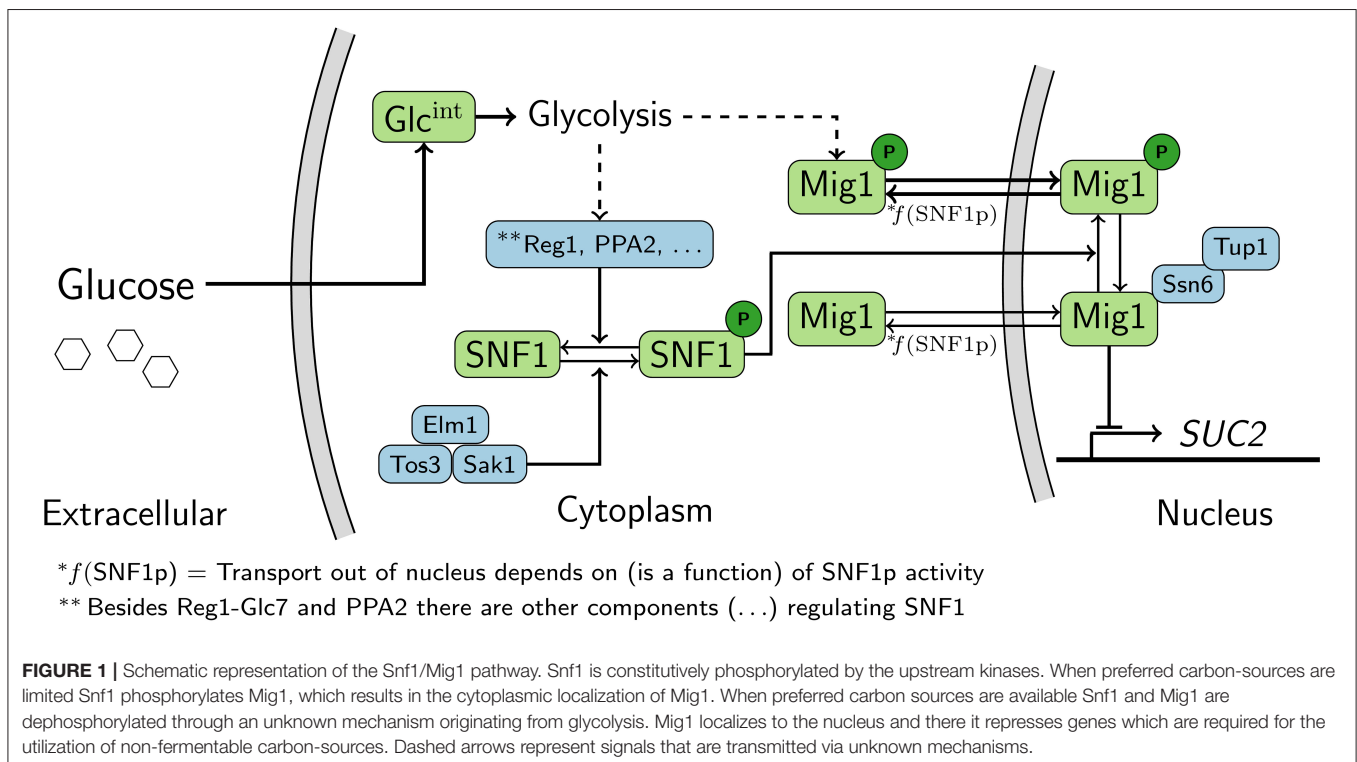 Glc^int
Glycolysis
P
P
Mig1
Mig1
*f(SNF1p)
**Reg1, PPA2, ...
Tup1
Ssn6
Glucose
P
Mig1
Mig1
*f(SNF1p)
SNF1
SNF1
Elm1
Tos3
Sak1
SUC2
Extracellular
Cytoplasm
Nucleus
*f(SNF1p) = Transport out of nucleus depends on (is a function) of SNF1p activity
** Besides Reg1-Glc7 and PPA2 there are other components (...) regulating SNF1
FIGURE 1 | Schematic representation of the Snf1/Mig1 pathway. Snf1 is constitutively phosphorylated by the upstream kinases. When preferred carbon-sources are
limited Snf1 phosphorylates Mig1, which results in the cytoplasmic localization of Mig1. When preferred carbon sources are available Snf1 and Mig1 are
dephosphorylated through an unknown mechanism originating from glycolysis. Mig1 localizes to the nucleus and there it represses genes which are required for the
utilization of non-fermentable carbon-sources. Dashed arrows represent signals that are transmitted via unknown mechanisms.